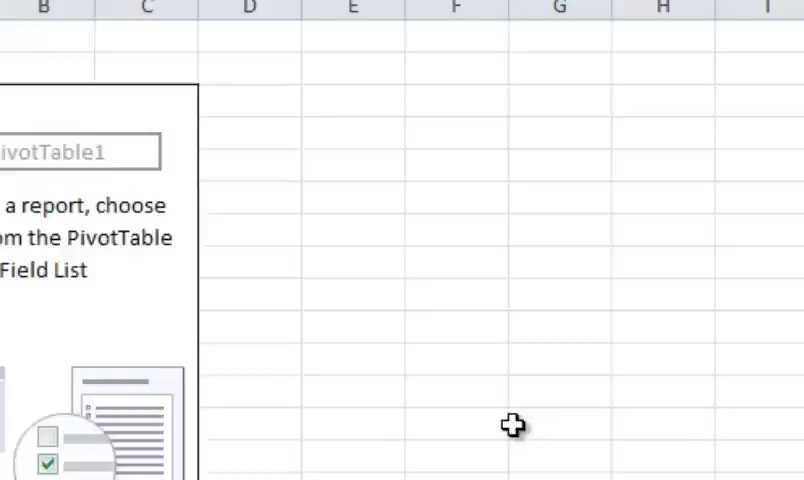 B C D E F G H I
ivotTable1
a report, choose
om the PivotTable
Field List